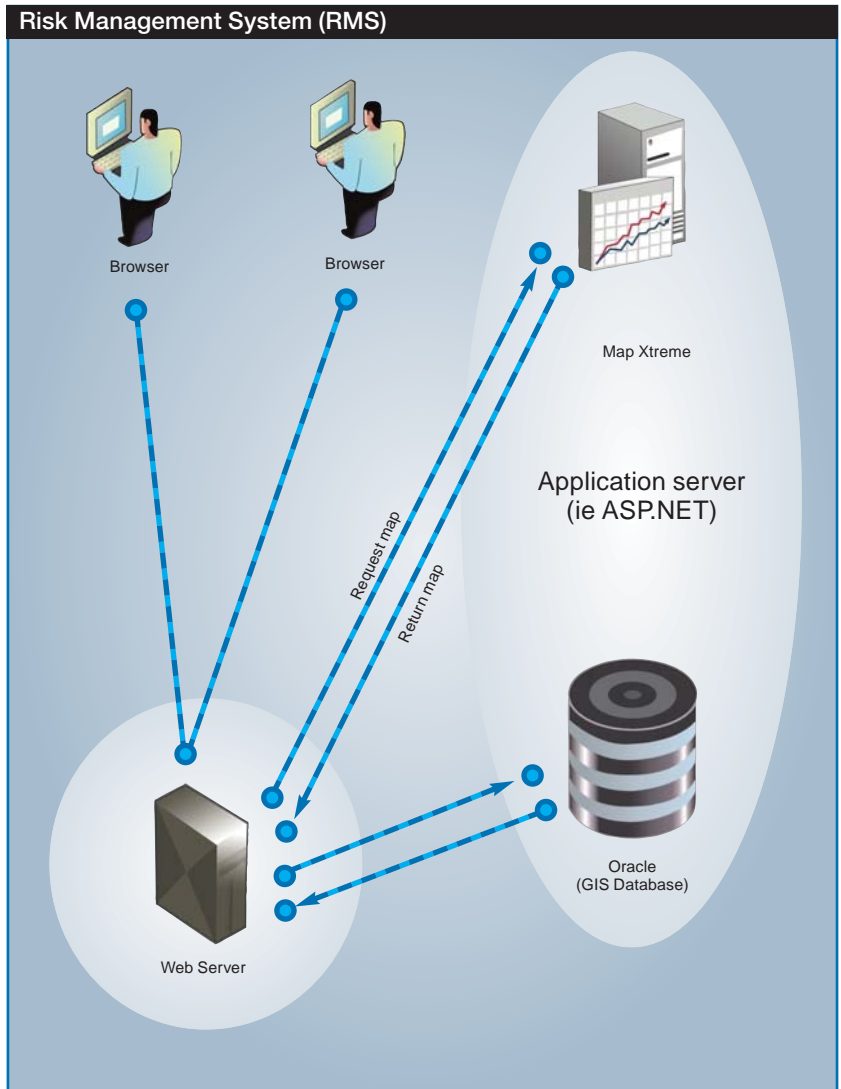 Risk Management System (RMS)
Browser
Browser
Map Xtreme
Application server
(ie ASP.NET)
Request map
Return map
Oracle
(GIS Database)
Web Server